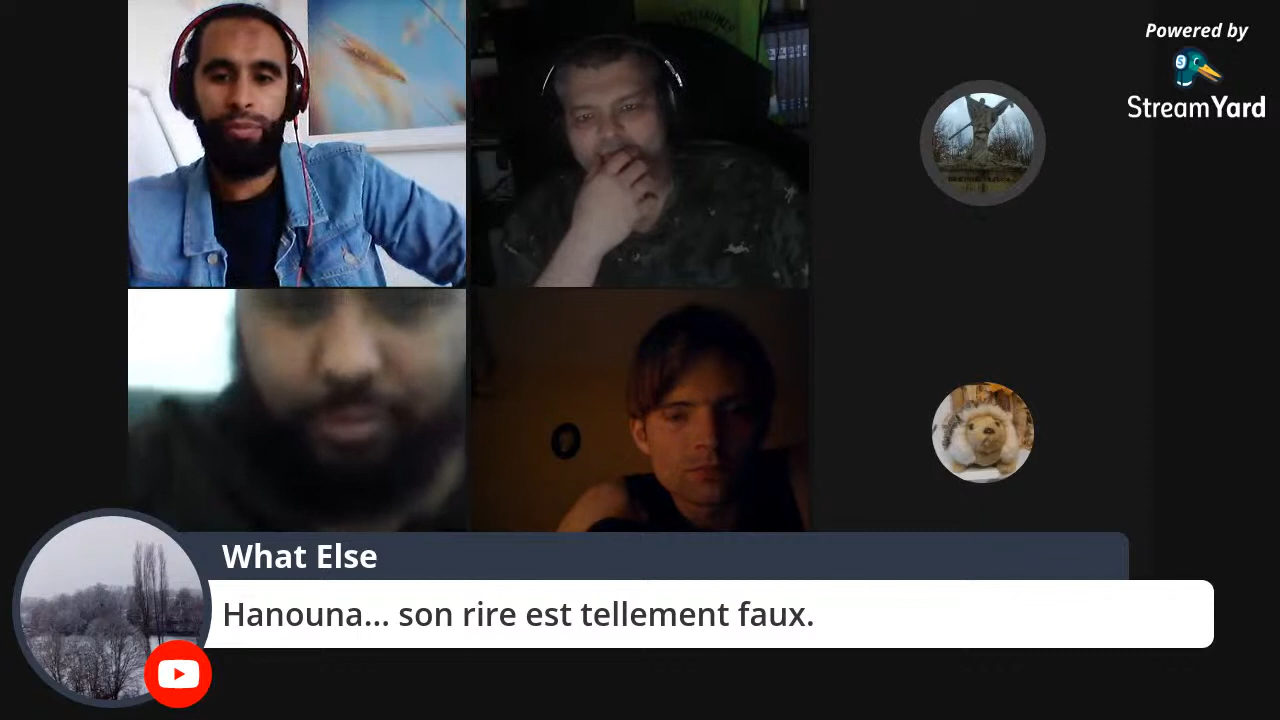 Powered by
StreamYard
What Else
Hanouna... son rire est tellement faux.